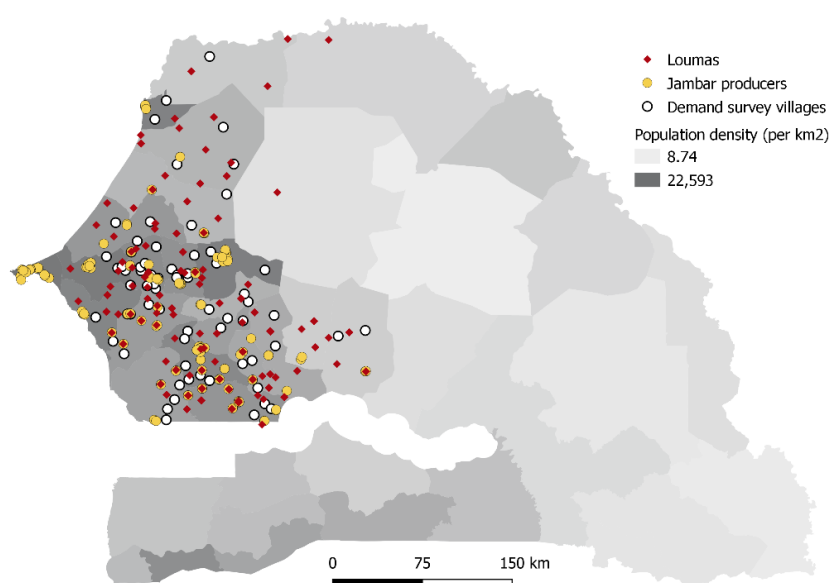 Loumas
Jambar producers
Demand survey villages
Population density (per km2)
8.74
22,593
0 75 150 km